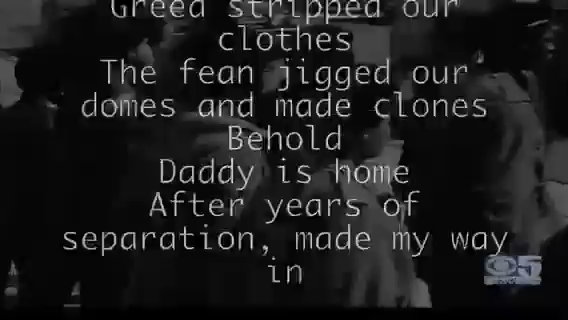 Greed stripped our
clothes
The fean jigged our
domes and made clones
Behold
Daddy is home
After years of
separation, made my way
in
5